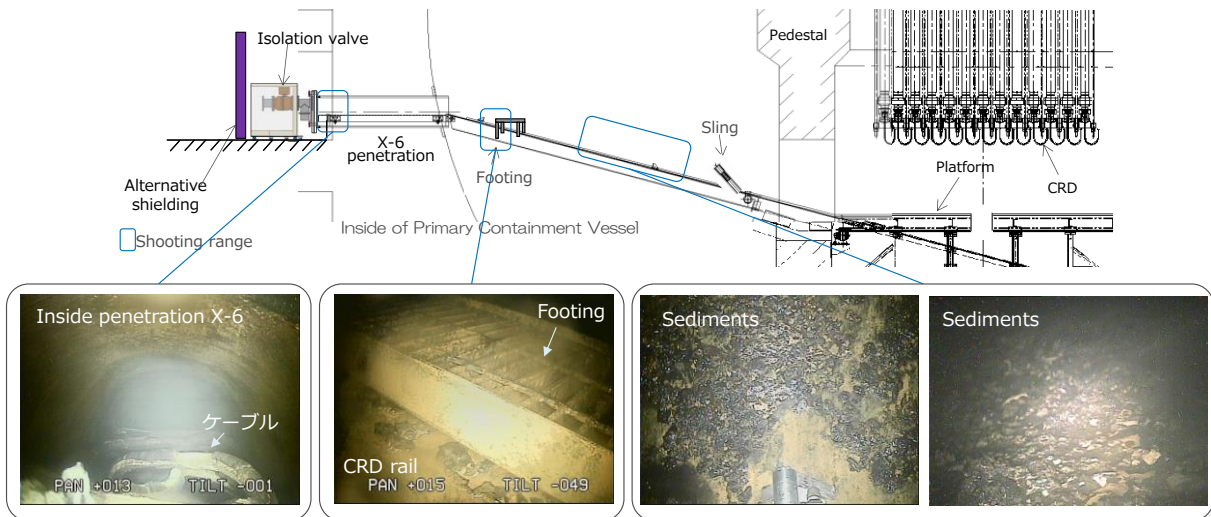 Isolation valve
Pedestal
X-6
penetration
Footing
Sling
Platform
CRD
Alternative
shielding
Shooting range
Inside of Primary Containment Vessel
Inside penetration X-6
ケーブル
PAN +013 TILT -001
Footing
CRD rail
PAN +015 TILT -049
Sediments
Sediments